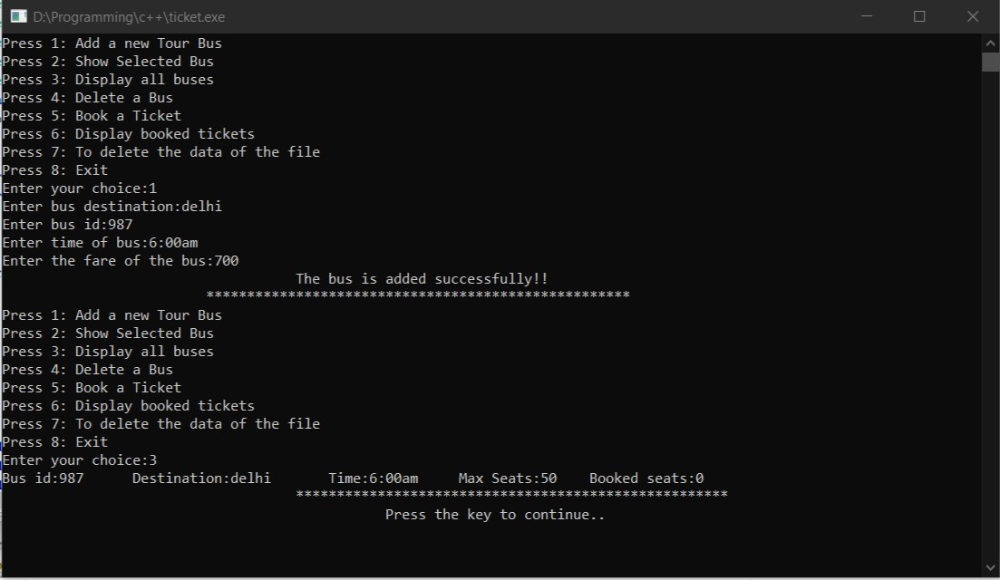 D:\Programming\c++\ticket.exe
Press 1: Add a new Tour Bus
Press 2: Show Selected Bus
Press 3: Display all buses
Press 4: Delete a Bus
Press 5: Book a Ticket
Press 6: Display booked tickets
Press 7: To delete the data of the file
Press 8: Exit
Enter your choice:1
Enter bus destination:delhi
Enter bus id:987
Enter time of bus:6:00am
Enter the fare of the bus:700
The bus is added successfully!!
****************************************************
Press 1: Add a new Tour Bus
Press 2: Show Selected Bus
Press 3: Display all buses
Press 4: Delete a Bus
Press 5: Book a Ticket
Press 6: Display booked tickets
Press 7: To delete the data of the file
Press 8: Exit
Enter your choice:3
Bus id:987      Destination:delhi       Time:6:00am     Max Seats:50    Booked seats:0
*****************************************************
Press the key to continue..